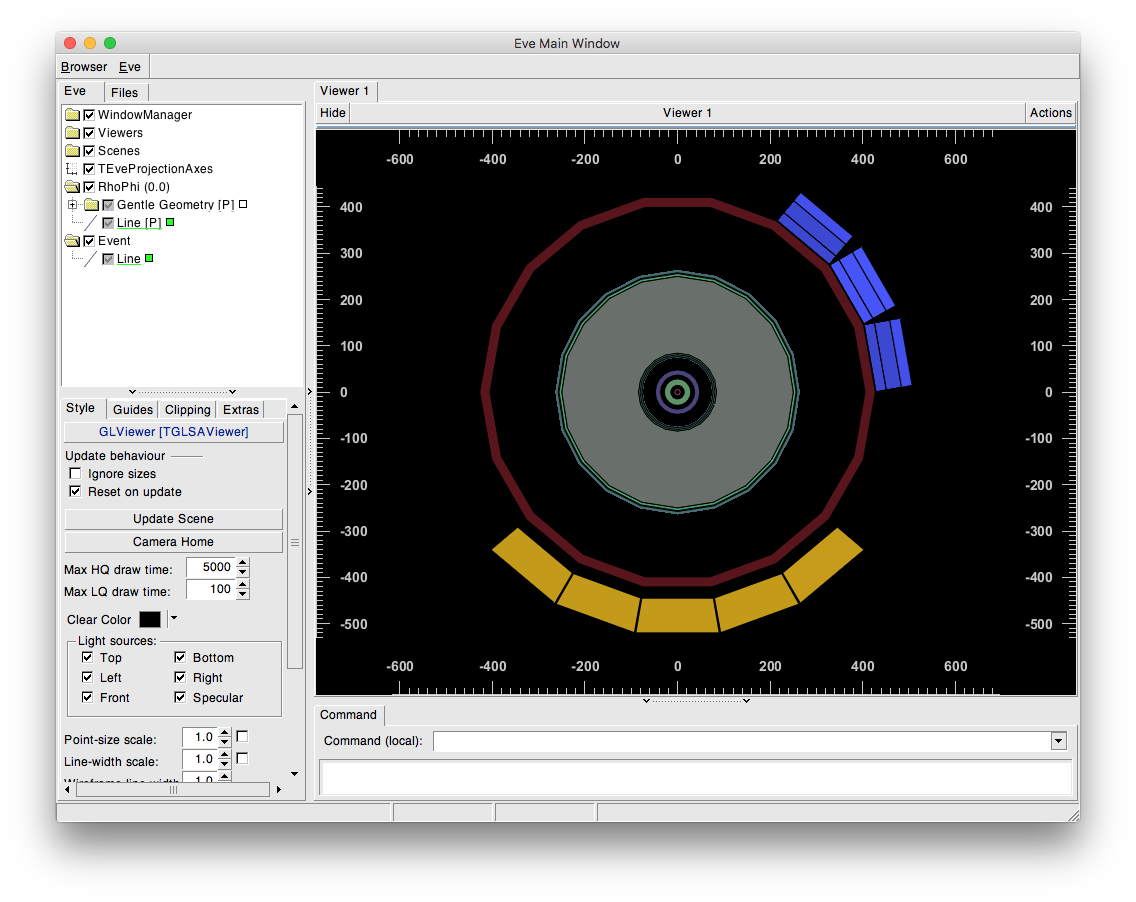 Eve Main Window
Browser Eve
Eve Files
WindowManager
Viewers
Scenes
TEveProjectionAxes
RhoPhi (0.0)
Gentle Geometry [P]
Line [P]
Event
Line
Style Guides Clipping Extras
GLViewer [TGLSAViewer]
Update behaviour
Ignore sizes
Reset on update
Update Scene
Camera Home
Max HQ draw time: 5000
Max LQ draw time: 100
Clear Color
Light sources:
Top Bottom
Left Right
Front Specular
Point-size scale: 1.0
Line-width scale: 1.0
Wireframe line-width 1.0
Viewer 1
Hide Viewer 1 Actions
-600 -400 -200 0 200 400 600
400 400
300 300
200 200
100 100
0 0
-100 -100
-200 -200
-300 -300
-400 -400
-500 -500
-600 -400 -200 0 200 400 600
Command
Command (local):